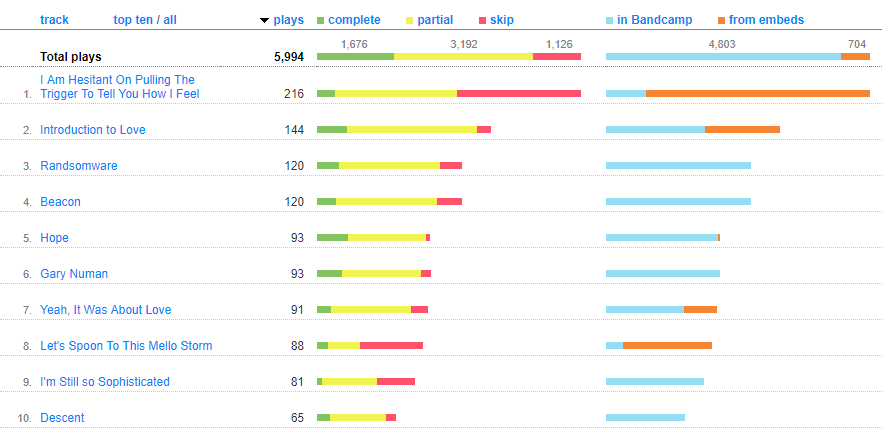 track top ten / all plays complete partial skip in Bandcamp from embeds
1,676 3,192 1,126 4,803 704
Total plays 5,994
I Am Hesitant On Pulling The
1. Trigger To Tell You How I Feel 216
2. Introduction to Love 144
3. Randsomware 120
4. Beacon 120
5. Hope 93
6. Gary Numan 93
7. Yeah, It Was About Love 91
8. Let's Spoon To This Mello Storm 88
9. I'm Still so Sophisticated 81
10. Descent 65